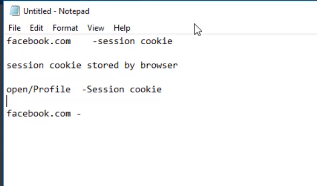 Untitled - Notepad
File Edit Format View Help
facebook.com -session cookie
session cookie stored by browser
open/Profile -Session cookie
facebook.com -